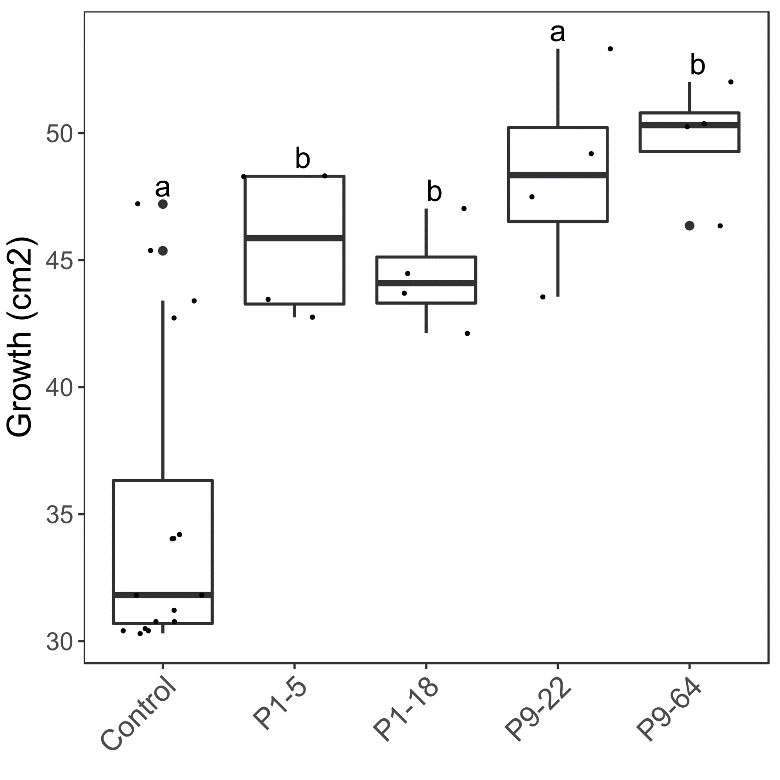 Growth (cm2)
50
45
40
35
30
a
b
b
a
b
Control
P1-5
P1-18
P9-22
P9-64